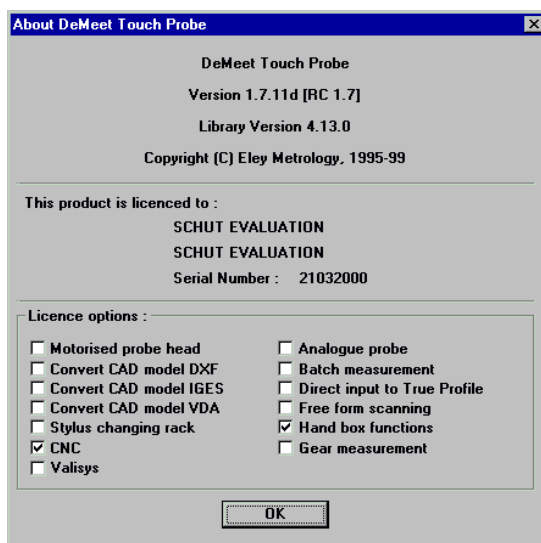 About DeMeet Touch Probe
DeMeet Touch Probe
Version 1.7.11d [RC 1.7]
Library Version 4.13.0
Copyright (C) Eley Metrology, 1995-99
This product is licenced to :
SCHUT EVALUATION
SCHUT EVALUATION
Serial Number : 21032000
Licence options :
Motorised probe head
Convert CAD model DXF
Convert CAD model IGES
Convert CAD model VDA
Stylus changing rack
CNC
Valisys
Analogue probe
Batch measurement
Direct input to True Profile
Free form scanning
Hand box functions
Gear measurement
OK